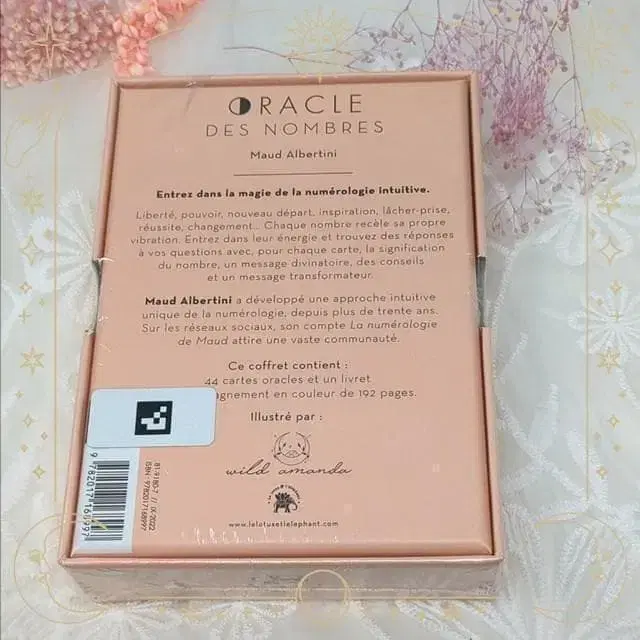 ORACLE
DES NOMBRES
Maud Albertini
Entrez dans la magie de la numérologie intuitive.
Liberté, pouvoir, nouveau départ, inspiration, lâcher-prise,
réussite, changement... Chaque nombre recèle sa propre
vibration. Entrez dans leur énergie et trouvez des réponses
à vos questions avec, pour chaque carte, la signification
du nombre, un message divinatoire, des conseils
et un message transformateur.
Maud Albertini a développé une approche intuitive
unique de la numérologie, depuis plus de trente ans.
Sur les réseaux sociaux, son compte La numérologie
de Maud attire une vaste communauté.
Ce coffret contient :
44 cartes oracles et un livret
agnement en couleur de 192 pages.
Illustré par :
wild amanda
www.lelotusetlelephant.com
9782017168997
ISBN : 9782017168997